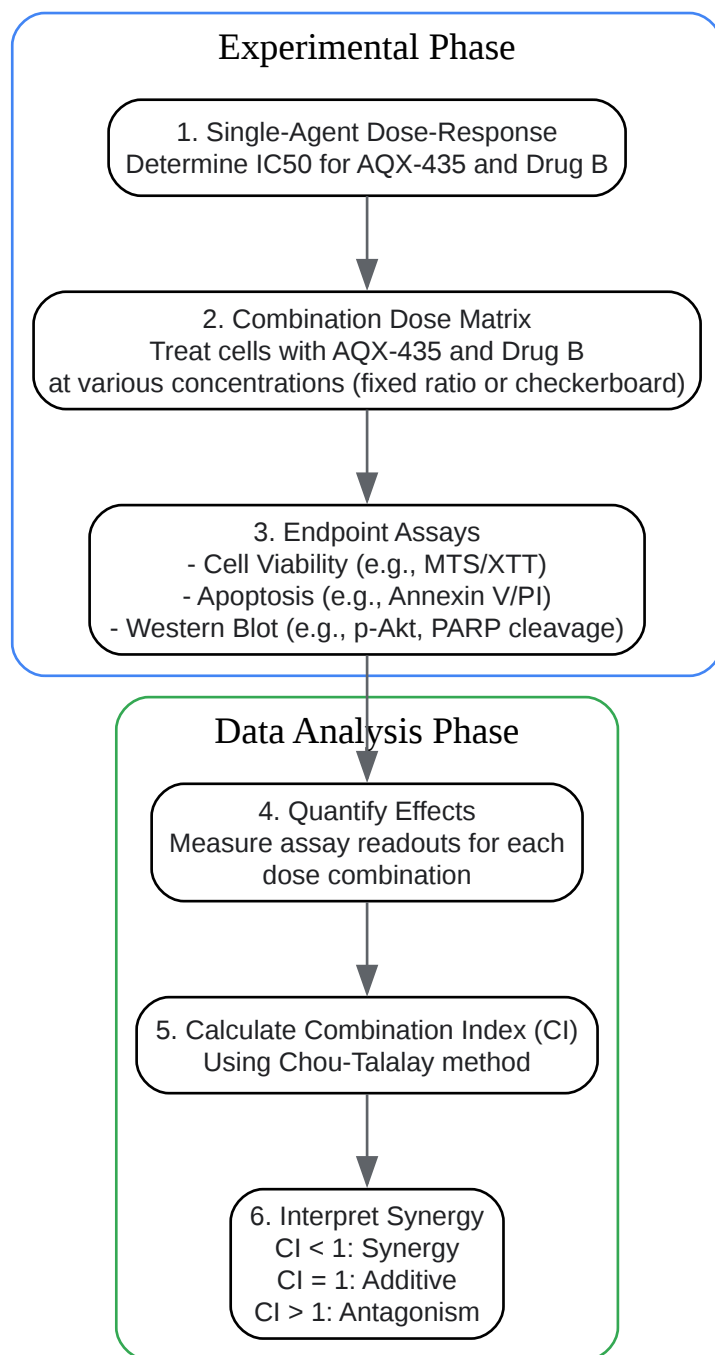 Experimental Phase
1. Single-Agent Dose-Response
Determine IC50 for AQX-435 and Drug B
2. Combination Dose Matrix
Treat cells with AQX-435 and Drug B
at various concentrations (fixed ratio or checkerboard)
3. Endpoint Assays
- Cell Viability (e.g., MTS/XTT)
- Apoptosis (e.g., Annexin V/PI)
- Western Blot (e.g., p-Akt, PARP cleavage)
Data Analysis Phase
4. Quantify Effects
Measure assay readouts for each
dose combination
5. Calculate Combination Index (CI)
Using Chou-Talalay method
6. Interpret Synergy
CI < 1: Synergy
CI = 1: Additive
CI > 1: Antagonism